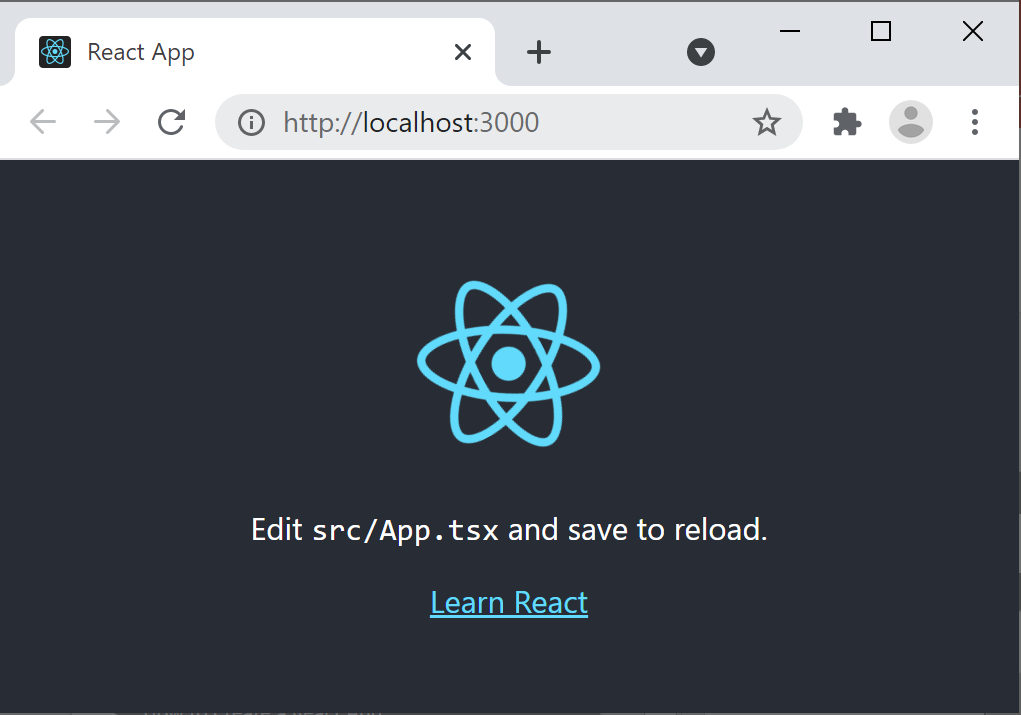 React App
http://localhost:3000
Edit src/App.tsx and save to reload.
Learn React